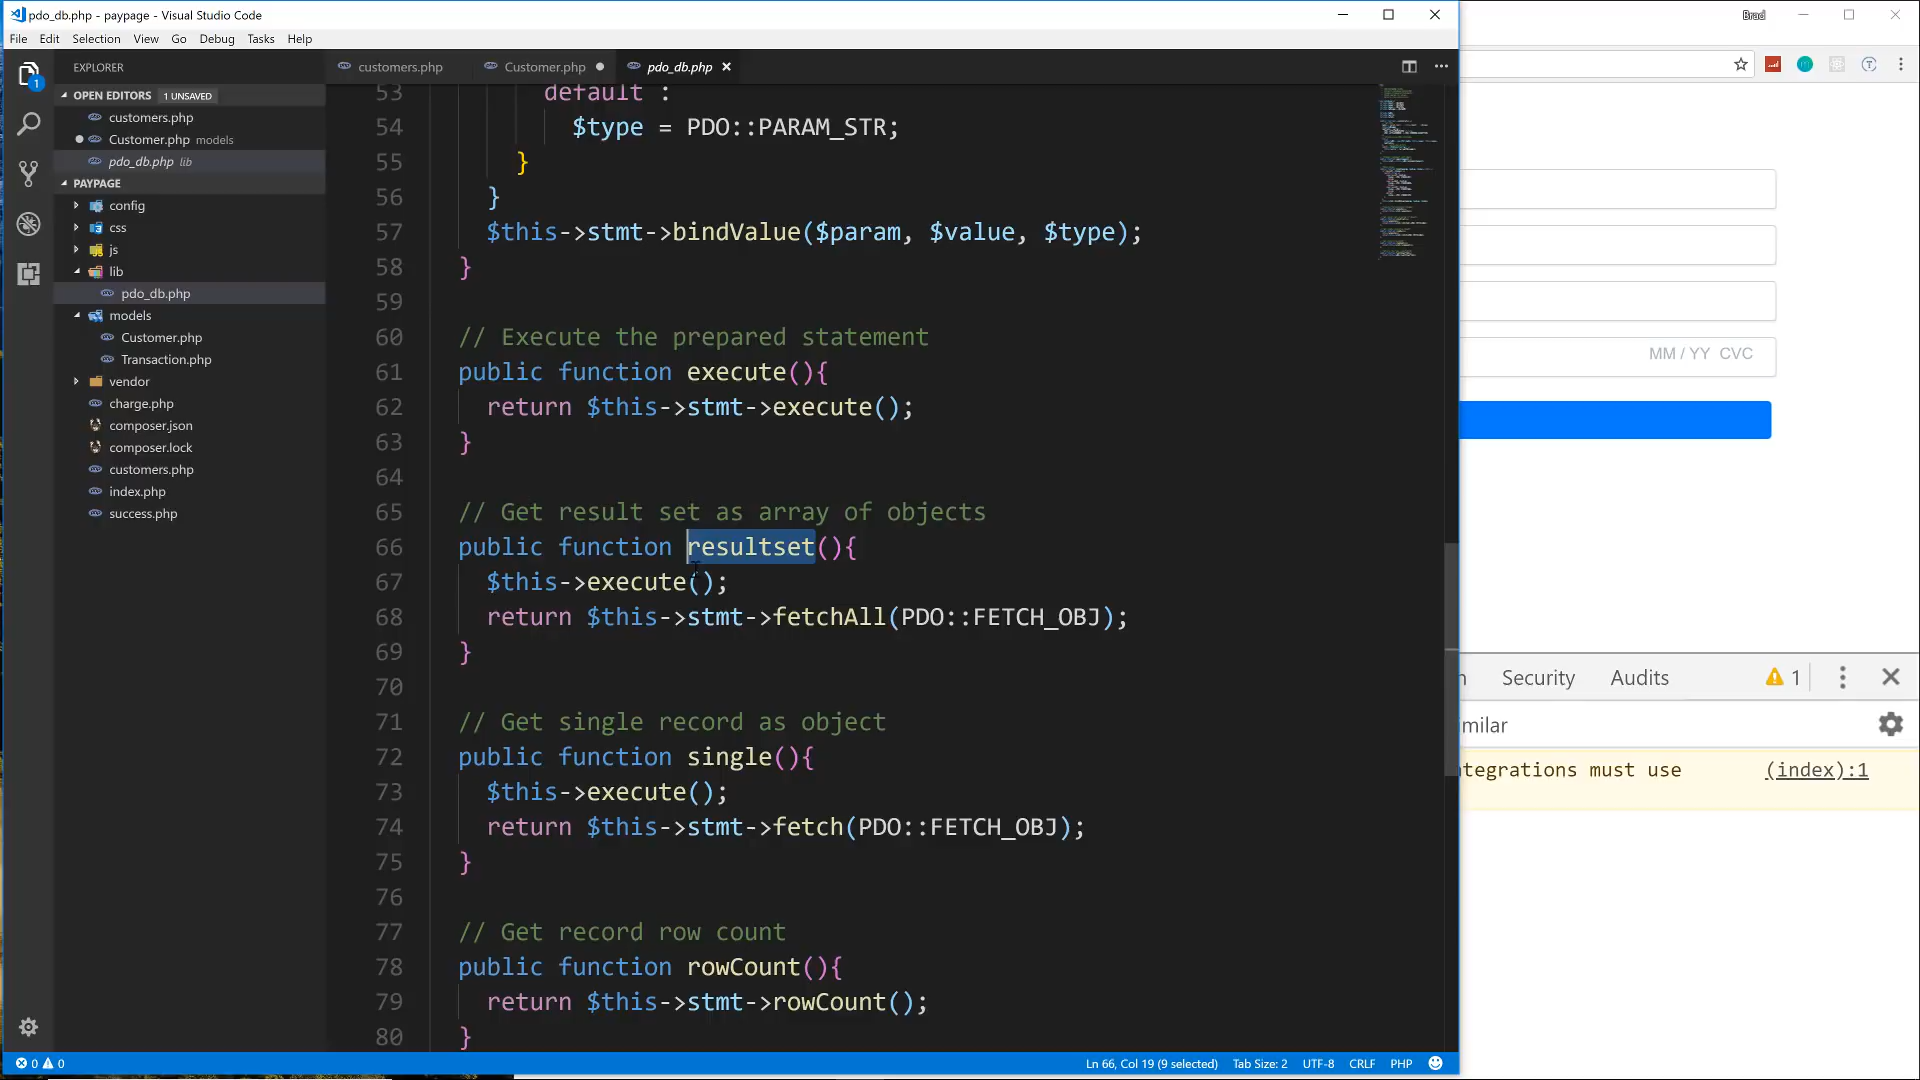 pdo_db.php - paypage - Visual Studio Code
Brad
File Edit Selection View Go Debug Tasks Help
EXPLORER
customers.php
Customer.php
pdo_db.php
1
OPEN EDITORS 1 UNSAVED
customers.php
Customer.php models
pdo_db.php lib
PAYPAGE
config
css
js
lib
pdo_db.php
models
Customer.php
Transaction.php
vendor
charge.php
composer.json
composer.lock
customers.php
index.php
success.php
53 default :
54 $type = PDO::PARAM_STR;
55 }
56 }
57 $this->stmt->bindValue($param, $value, $type);
58 }
59
60 // Execute the prepared statement
61 public function execute(){
62 return $this->stmt->execute();
63 }
64
65 // Get result set as array of objects
66 public function resultset(){
67 $this->execute();
68 return $this->stmt->fetchAll(PDO::FETCH_OBJ);
69 }
70
71 // Get single record as object
72 public function single(){
73 $this->execute();
74 return $this->stmt->fetch(PDO::FETCH_OBJ);
75 }
76
77 // Get record row count
78 public function rowCount(){
79 return $this->stmt->rowCount();
80 }
MM / YY CVC
Security Audits 1
milar
tegrations must use (index):1
0 0
Ln 66, Col 19 (9 selected) Tab Size: 2 UTF-8 CRLF PHP